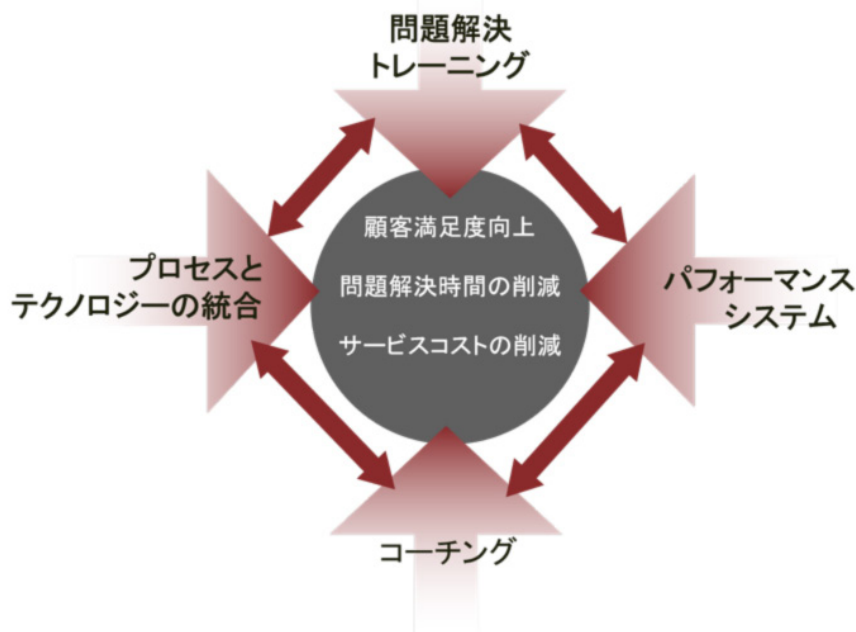 問題解決
トレーニング
顧客満足度向上
問題解決時間の削減
サービスコストの削減
プロセスと
テクノロジーの統合
パフォーマンス
システム
コーチング